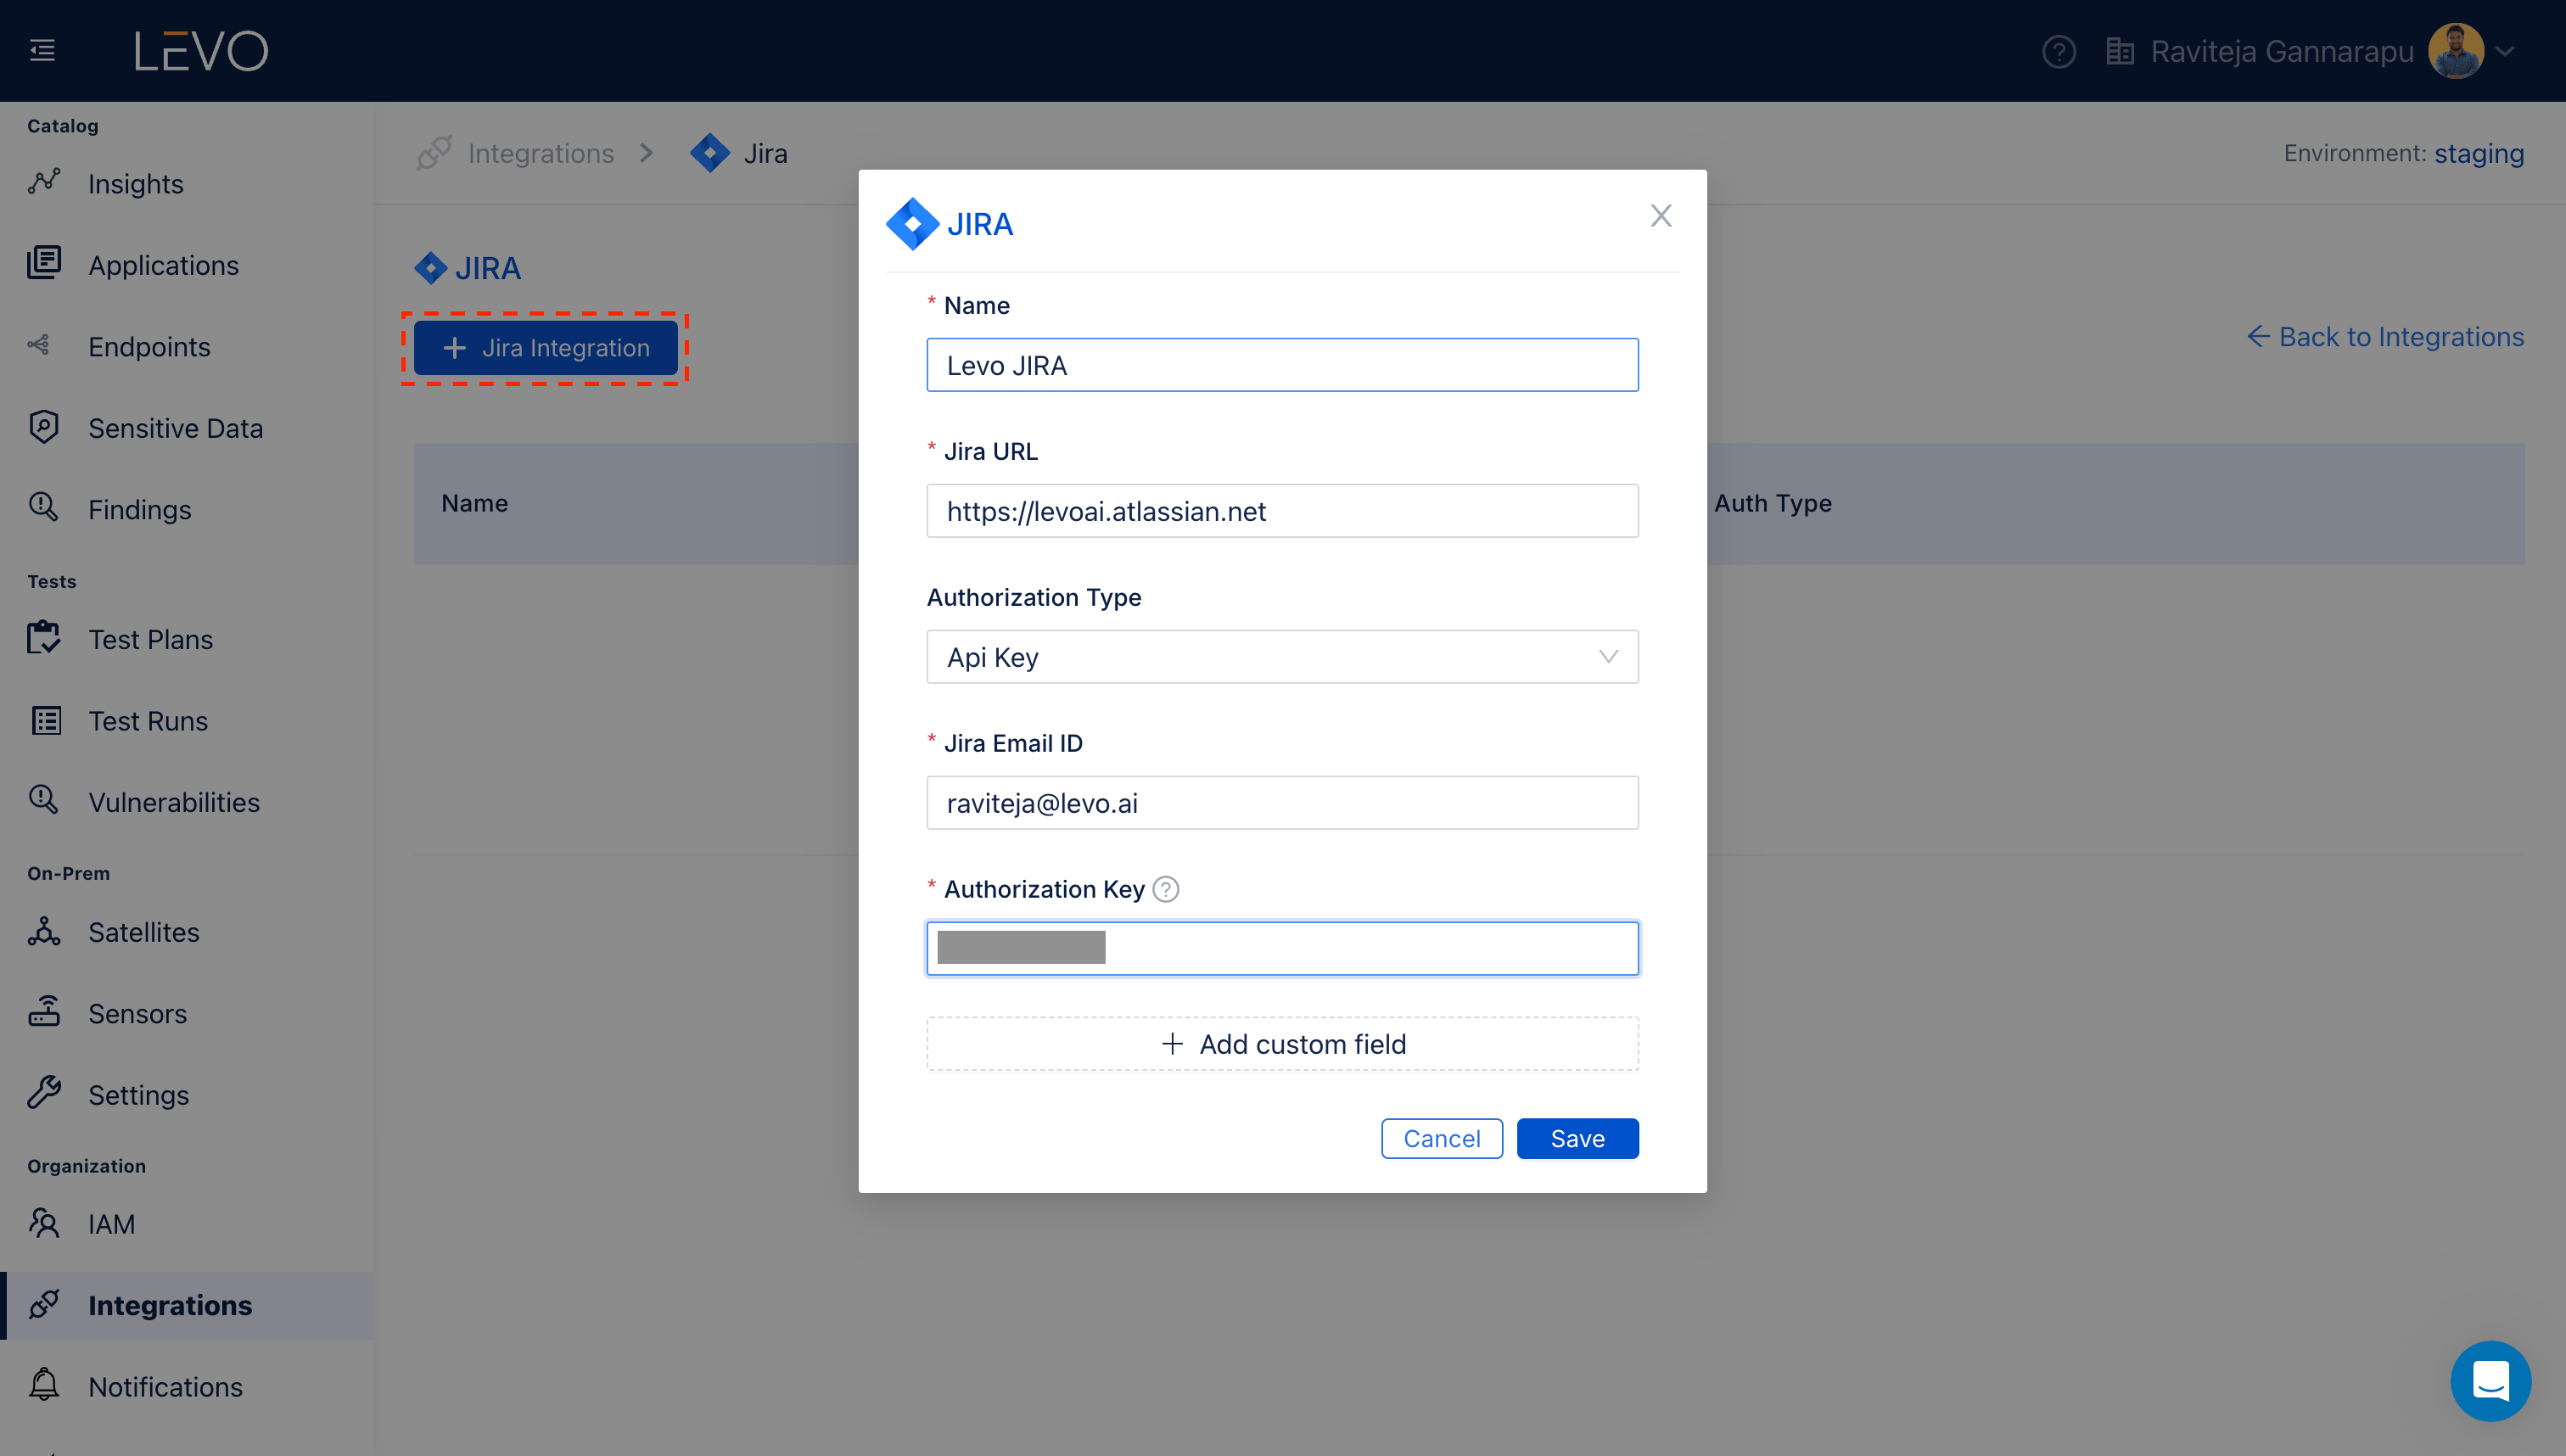 LEVO
Raviteja Gannarapu
Catalog
Insights
Applications
Endpoints
Sensitive Data
Findings
Tests
Test Plans
Test Runs
Vulnerabilities
On-Prem
Satellites
Sensors
Settings
Organization
IAM
Integrations
Notifications
Integrations > Jira
Environment: staging
JIRA
+ Jira Integration
← Back to Integrations
Name
Auth Type
JIRA
* Name
Levo JIRA
* Jira URL
https://levoai.atlassian.net
Authorization Type
Api Key
* Jira Email ID
raviteja@levo.ai
* Authorization Key ?
+ Add custom field
Cancel
Save